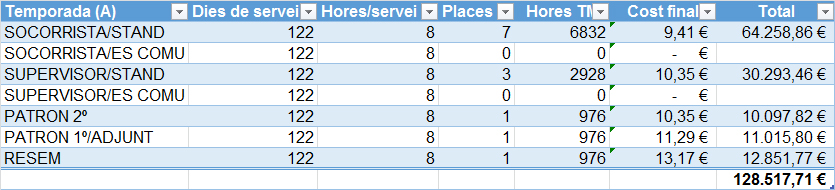 Temporada (A) Dies de servei Hores/servei Places Hores TM Cost final Total
SOCORRISTA/STAND 122 8 7 6832 9,41 € 64.258,86 €
SOCORRISTA/ES COMU 122 8 0 0 - €
SUPERVISOR/STAND 122 8 3 2928 10,35 € 30.293,46 €
SUPERVISOR/ES COMU 122 8 0 0 - €
PATRON 2º 122 8 1 976 10,35 € 10.097,82 €
PATRON 1º/ADJUNT 122 8 1 976 11,29 € 11.015,80 €
RESEM 122 8 1 976 13,17 € 12.851,77 €
128.517,71 €